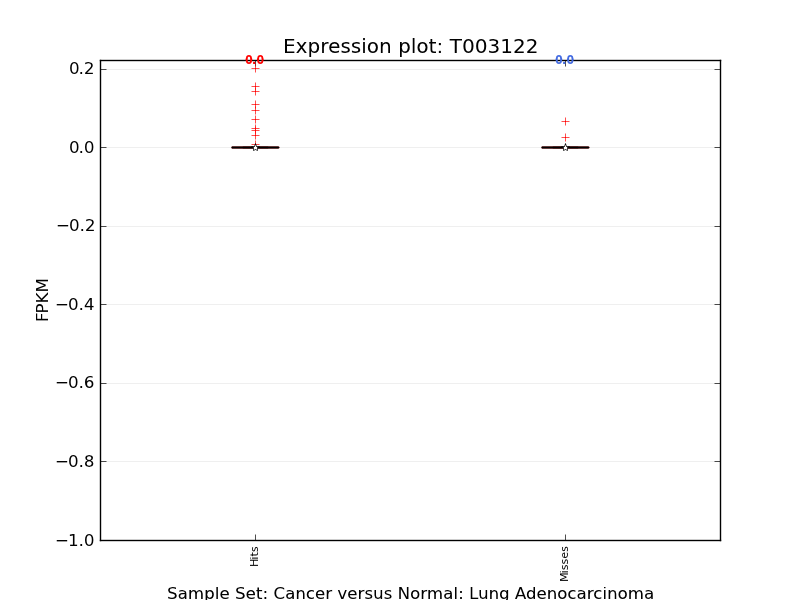 Expression plot: T003122
0.0 0.0
0.2
0.0
−0.2
−0.4
−0.6
−0.8
−1.0
FPKM
Hits Misses
Sample Set: Cancer versus Normal: Lung Adenocarcinoma